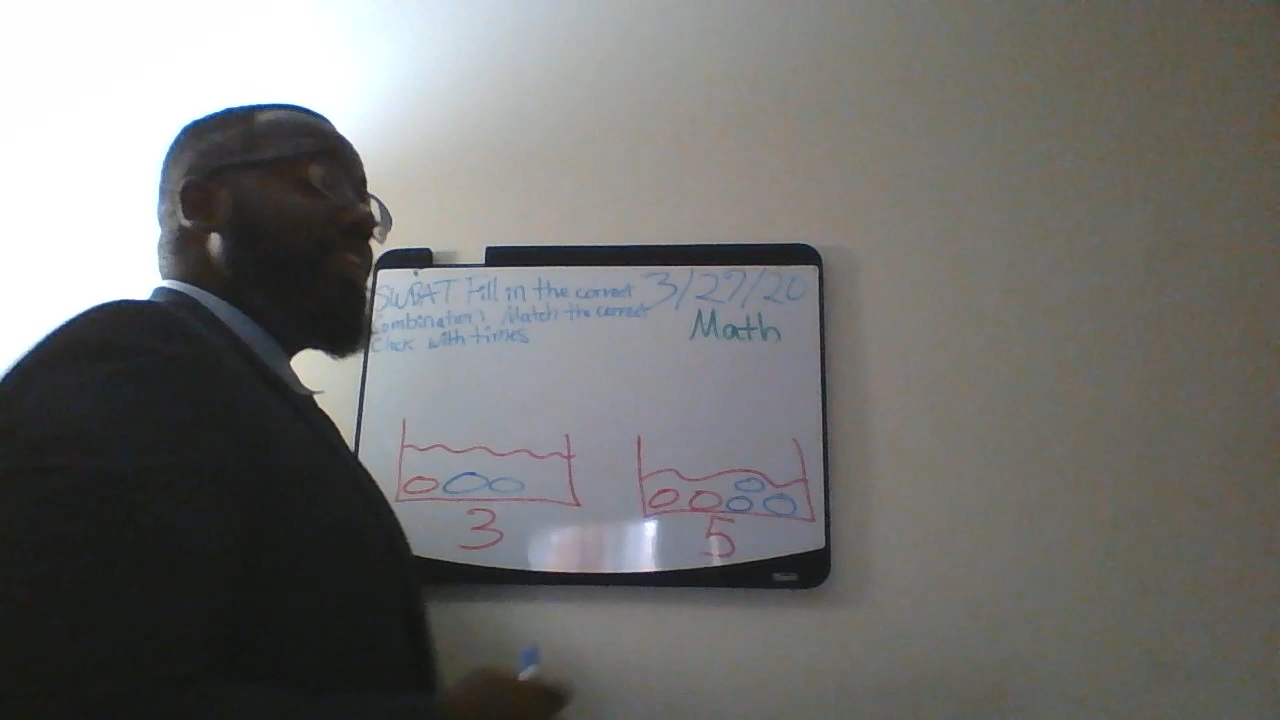 SWBAT Fill in the correct
combination. Match the correct
Clock with times
3/27/20
Math
3
5